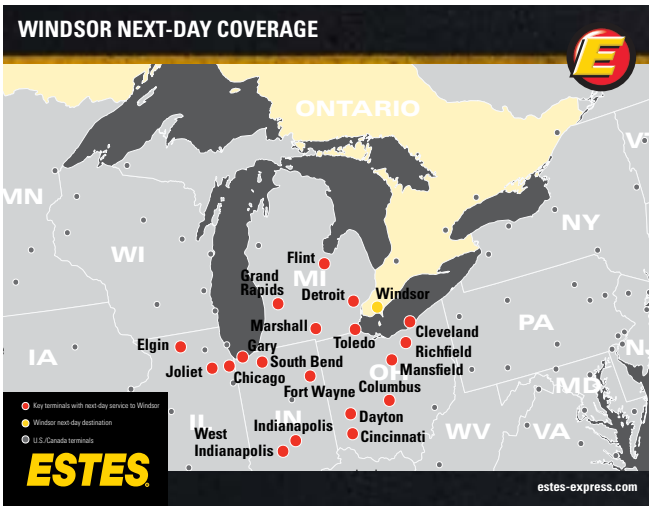 WINDSOR NEXT-DAY COVERAGE
E
ONTARIO
VT
MN
WI
NY
Flint
MI
Grand
Rapids
Detroit
Windsor
Marshall
Toledo
Cleveland
PA
Richfield
Elgin
Gary
South Bend
Mansfield
IA
Joliet
Chicago
OH
NJ
Fort Wayne
Columbus
MD
Key terminals with next-day service to Windsor
Windsor next-day destination
U.S./Canada terminals
IL
IN
Dayton
Indianapolis
West
Indianapolis
Cincinnati
WV
VA
ESTES
estes-express.com